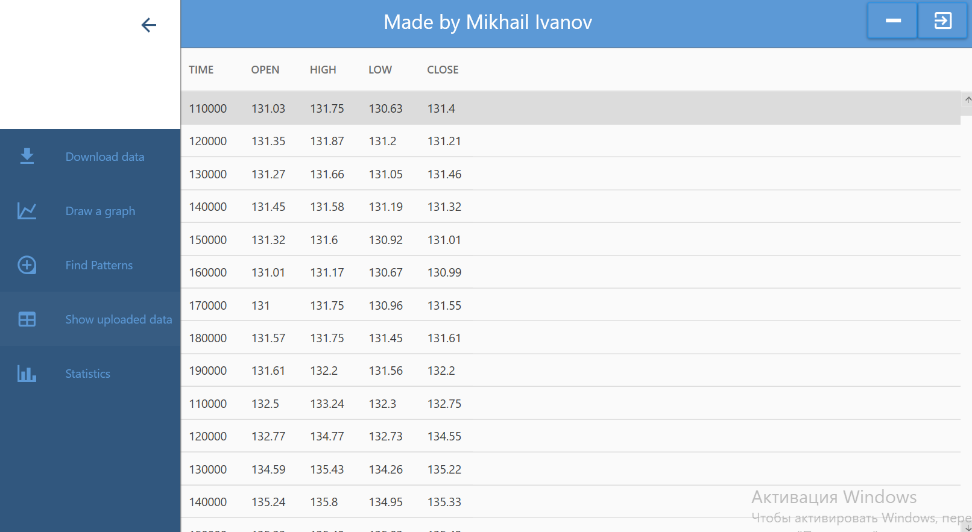 Made by Mikhail Ivanov
TIME OPEN HIGH LOW CLOSE
110000 131.03 131.75 130.63 131.4
120000 131.35 131.87 131.2 131.21
130000 131.27 131.66 131.05 131.46
140000 131.45 131.58 131.19 131.32
150000 131.32 131.6 130.92 131.01
160000 131.01 131.17 130.67 130.99
170000 131 131.75 130.96 131.55
180000 131.57 131.75 131.45 131.61
190000 131.61 132.2 131.56 132.2
110000 132.5 133.24 132.3 132.75
120000 132.77 134.77 132.73 134.55
130000 134.59 135.43 134.26 135.22
140000 135.24 135.8 134.95 135.33
Download data
Draw a graph
Find Patterns
Show uploaded data
Statistics
Активация Windows
Чтобы активировать Windows, пере